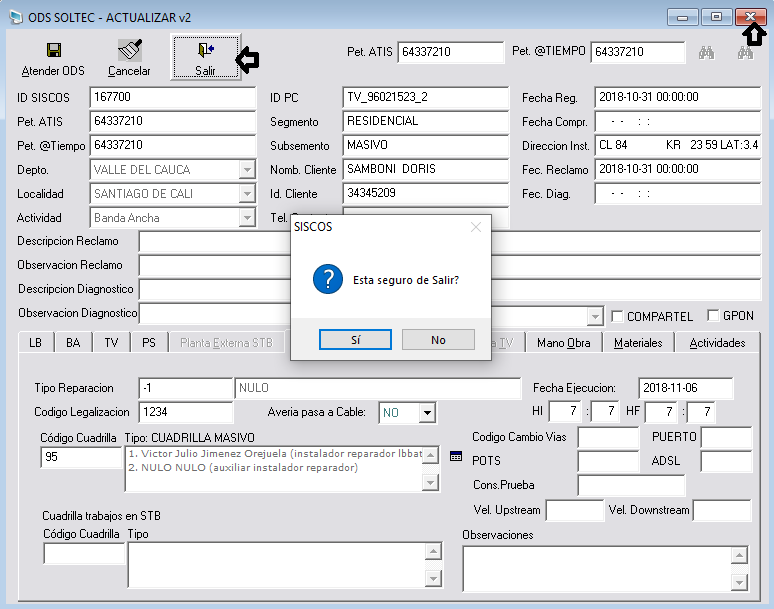 ODS SOLTEC - ACTUALIZAR v2
Atender ODS
Cancelar
Salir
Pet. ATIS 64337210
Pet. @TIEMPO 64337210
ID SISCOS 167700
ID PC TV_96021523_2
Fecha Reg. 2018-10-31 00:00:00
Pet. ATIS 64337210
Segmento RESIDENCIAL
Fecha Compr. - - : :
Pet. @Tiempo 64337210
Subsemento MASIVO
Direccion Inst. CL 84 KR 23 59 LAT:3.4
Depto. VALLE DEL CAUCA
Nomb. Cliente SAMBONI DORIS
Fec. Reclamo 2018-10-31 00:00:00
Localidad SANTIAGO DE CALI
Id. Cliente 34345209
Fec. Diag. - - : :
Actividad Banda Ancha
Tel.
Descripcion Reclamo
Observacion Reclamo
Descripcion Diagnostico
Observacion Diagnostico
COMPARTEL
GPON
SISCOS
Esta seguro de Salir?
Sí
No
LB
BA
TV
PS
Planta Externa STB
TV
Mano Obra
Materiales
Actividades
Tipo Reparacion -1 NULO
Fecha Ejecucion: 2018-11-06
Codigo Legalizacion 1234
Averia pasa a Cable: NO
HI 7 : 7 HF 7 : 7
Código Cuadrilla
Tipo: CUADRILLA MASIVO
95
1. Victor Julio Jimenez Orejuela (instalador reparador lbbat
2. NULO NULO (auxiliar instalador reparador)
Codigo Cambio Vias
PUERTO
POTS
ADSL
Cons.Prueba
Vel. Upstream
Vel. Downstream
Cuadrilla trabajos en STB
Código Cuadrilla
Tipo
Observaciones